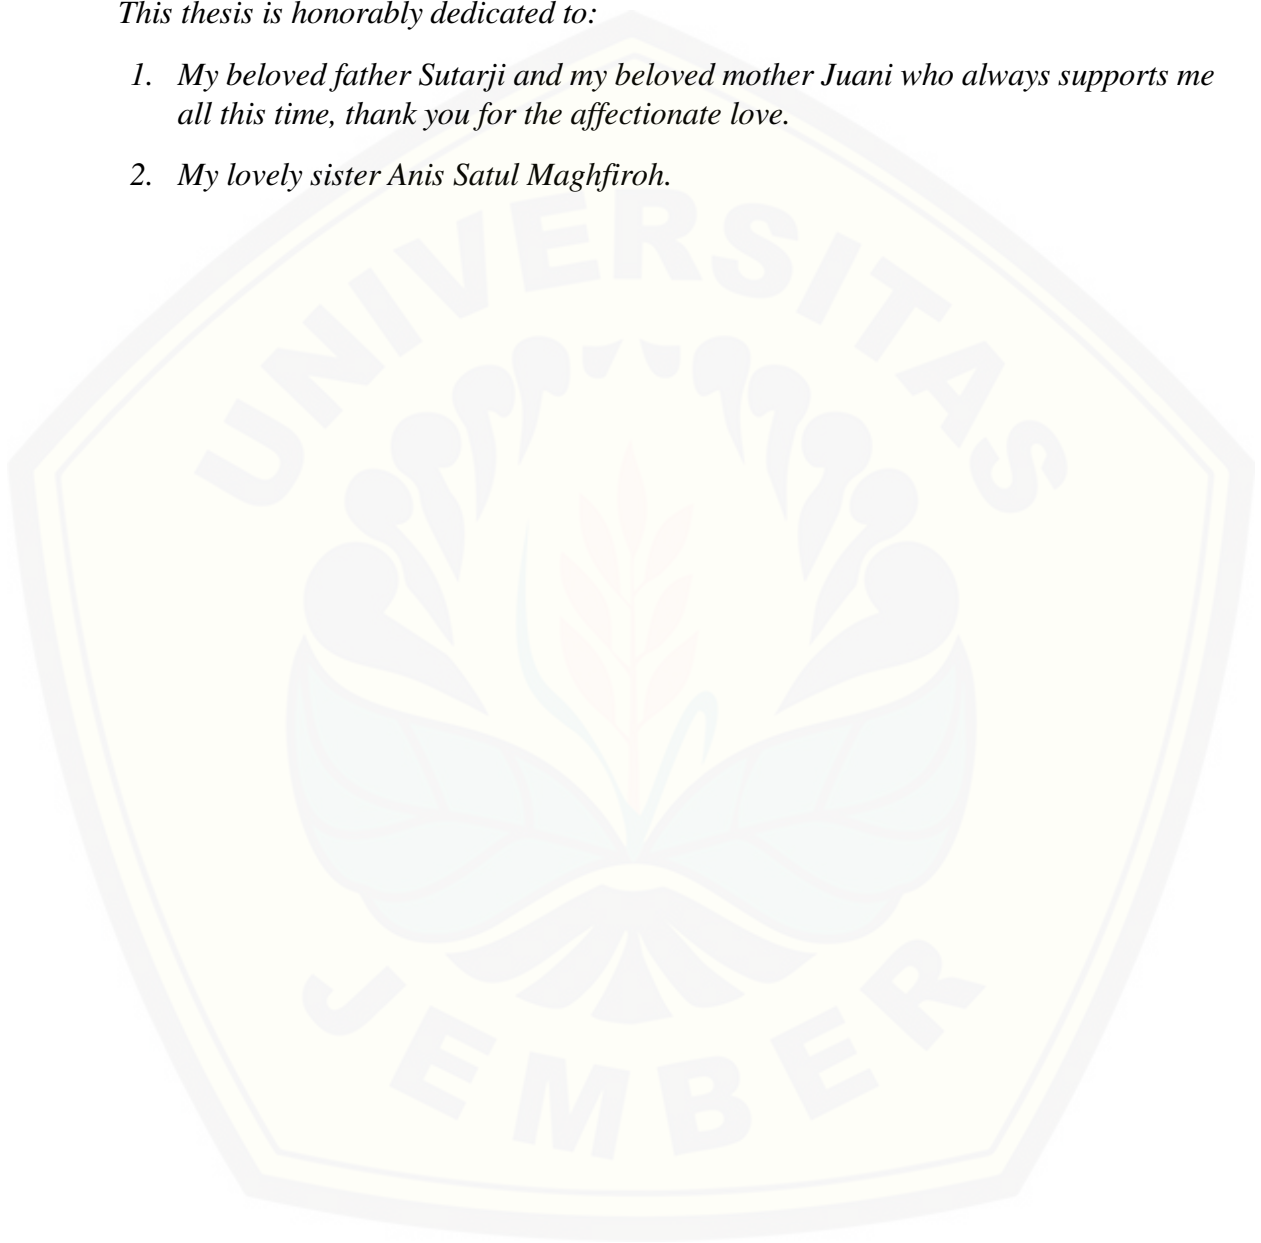 This thesis is honorably dedicated to:
1. My beloved father Sutarji and my beloved mother Juani who always supports me
all this time, thank you for the affectionate love.
2. My lovely sister Anis Satul Maghfiroh.
UNIVERSITAS
JEMBER